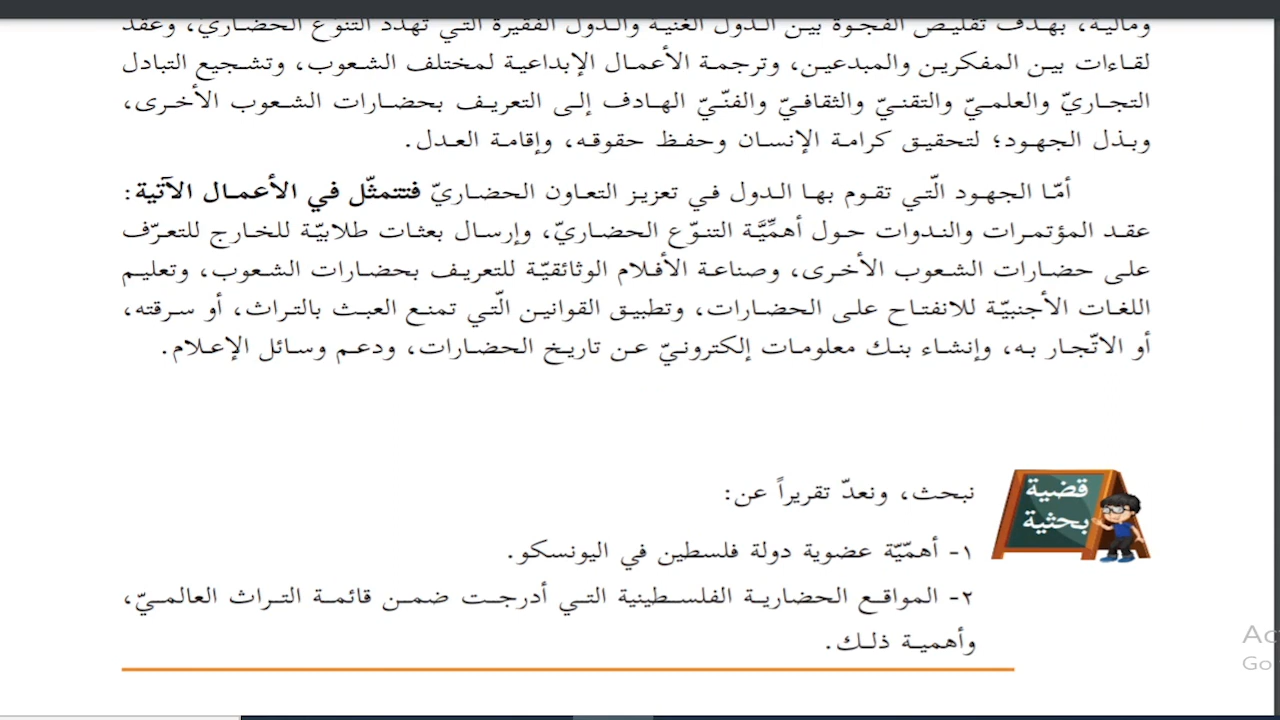 ومالية، بهدف تقليص الفجوة بين الدول الغنية والدول الفقيرة التي تهدد التنوع الحضاري، وعقد
لقاءات بين المفكرين والمبدعين، وترجمة الأعمال الإبداعية لمختلف الشعوب، وتشجيع التبادل
التجاريّ والعلميّ والتقنيّ والثقافيّ والفنّيّ الهادف إلى التعريف بحضارات الشعوب الأخرى،
وبذل الجهود؛ لتحقيق كرامة الإنسان وحفظ حقوقه، وإقامة العدل.
أمّا الجهود الّتي تقوم بها الدول في تعزيز التعاون الحضاريّ فتتمثّل في الأعمال الآتية:
عقد المؤتمرات والندوات حول أهمِّيَّة التنوّع الحضاريّ، وإرسال بعثات طلابيّة للخارج للتعرّف
على حضارات الشعوب الأخرى، وصناعة الأفلام الوثائقيّة للتعريف بحضارات الشعوب، وتعليم
اللغات الأجنبيّة للانفتاح على الحضارات، وتطبيق القوانين الّتي تمنع العبث بالتراث، أو سرقته،
أو الاتّجار به، وإنشاء بنك معلومات إلكترونيّ عن تاريخ الحضارات، ودعم وسائل الإعلام.
قضية
بحثية
نبحث، ونعدّ تقريراً عن:
١- أهمّيّة عضوية دولة فلسطين في اليونسكو.
٢- المواقع الحضارية الفلسطينية التي أدرجت ضمن قائمة التراث العالميّ،
وأهمية ذلك.
Ac
Go